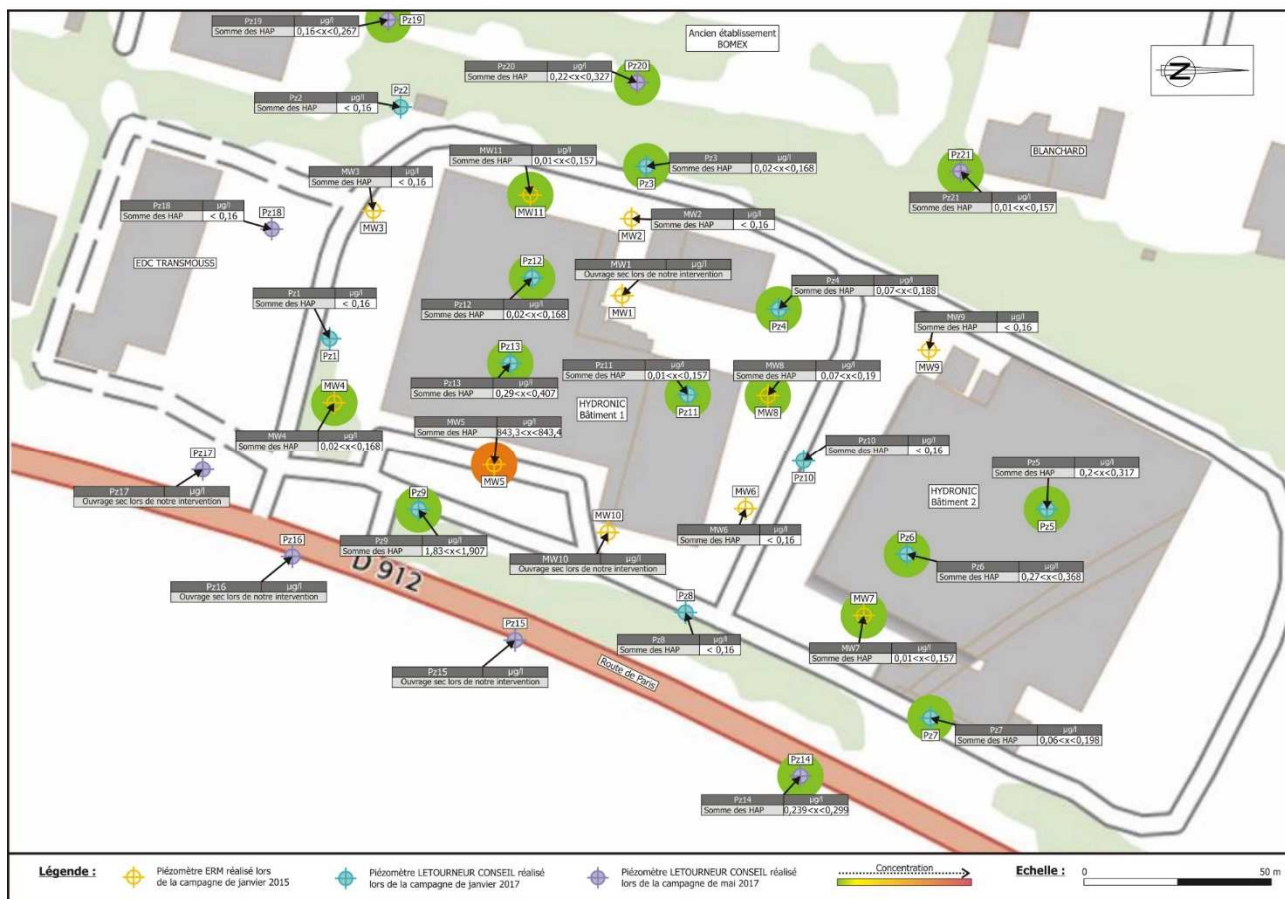 Pz19 µg/l
Somme des HAP 0,16<x<0,267
Pz19
Ancien établissement
BOMEX
N
Pz20 µg/l
Somme des HAP 0,22<x<0,327
Pz20
Pz2 µg/l
Somme des HAP < 0,16
Pz2
MW11 µg/l
Somme des HAP 0,01<x<0,157
MW11
Pz3 µg/l
Somme des HAP 0,02<x<0,168
Pz3
BLANCHARD
Pz21
Pz21 µg/l
Somme des HAP 0,01<x<0,157
MW3 µg/l
Somme des HAP < 0,16
MW3
Pz18 µg/l
Somme des HAP < 0,16
Pz18
MW2 µg/l
Somme des HAP < 0,16
MW2
EDC TRANSMOUSS
Pz12
Pz12 µg/l
Somme des HAP 0,02<x<0,168
MW1 µg/l
Ouvrage sec lors de notre intervention
MW1
Pz4 µg/l
Somme des HAP 0,07<x<0,188
Pz4
Pz1 µg/l
Somme des HAP < 0,16
Pz1
MW9 µg/l
Somme des HAP < 0,16
MW9
Pz13
Pz13 µg/l
Somme des HAP 0,29<x<0,407
Pz11 µg/l
Somme des HAP 0,01<x<0,157
Pz11
MW8 µg/l
Somme des HAP 0,07<x<0,19
MW8
MW4
MW4 µg/l
Somme des HAP 0,02<x<0,168
HYDRONIC
Bâtiment 1
MW5 µg/l
Somme des HAP 843,3<x<843,4
MW5
Pz10 µg/l
Somme des HAP < 0,16
Pz10
Pz5 µg/l
Somme des HAP 0,2<x<0,317
Pz5
HYDRONIC
Bâtiment 2
Pz17
Pz17 µg/l
Ouvrage sec lors de notre intervention
Pz9
Pz9 µg/l
Somme des HAP 1,83<x<1,907
MW10
MW10 µg/l
Ouvrage sec lors de notre intervention
MW6
MW6 µg/l
Somme des HAP < 0,16
Pz6
Pz6 µg/l
Somme des HAP 0,27<x<0,368
Pz16
Pz16 µg/l
Ouvrage sec lors de notre intervention
D 912
MW7
MW7 µg/l
Somme des HAP 0,01<x<0,157
Pz8
Pz8 µg/l
Somme des HAP < 0,16
Pz15
Pz15 µg/l
Ouvrage sec lors de notre intervention
Route de Paris
Pz7
Pz7 µg/l
Somme des HAP 0,06<x<0,198
Pz14
Pz14 µg/l
Somme des HAP 0,239<x<0,299
Légende :
Piézomètre ERM réalisé lors
de la campagne de janvier 2015
Piézomètre LETOURNEUR CONSEIL réalisé
lors de la campagne de janvier 2017
Piézomètre LETOURNEUR CONSEIL réalisé
lors de la campagne de mai 2017
Concentration
Echelle : 0 50 m